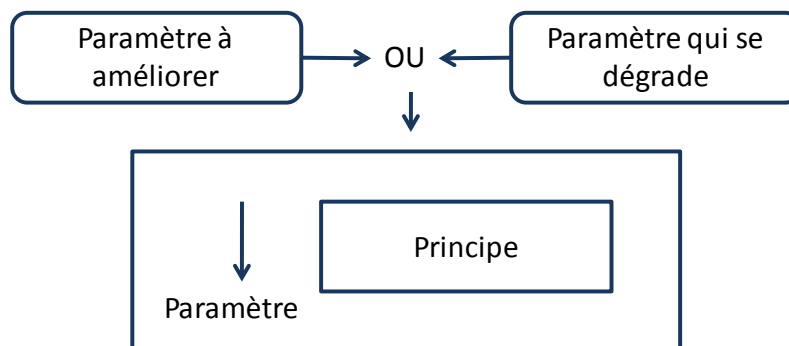 Paramètre à
améliorer
OU
Paramètre qui se
dégrade
Principe
Paramètre